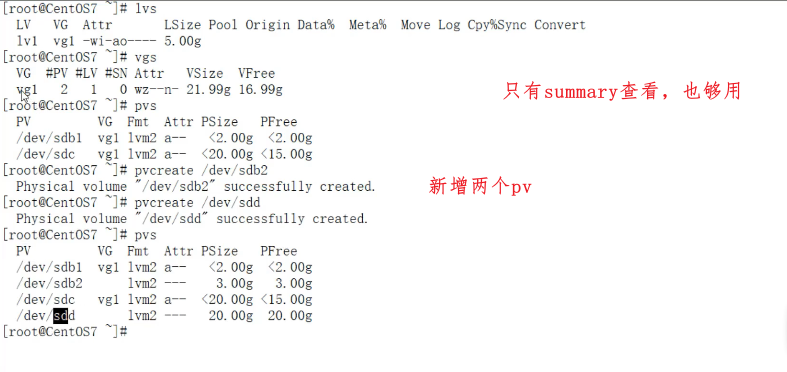 [root@CentOS7 ~]# lvs
  LV   VG  Attr       LSize Pool Origin Data%  Meta%  Move Log Cpy%Sync Convert
  lv1  vg1 -wi-ao---- 5.00g
[root@CentOS7 ~]# vgs
  VG  #PV #LV #SN Attr   VSize  VFree
  vg1   2   1   0 wz--n- 21.99g 16.99g
只有summary查看，也够用
[root@CentOS7 ~]# pvs
  PV         VG  Fmt  Attr PSize   PFree
  /dev/sdb1  vg1 lvm2 a--   <2.00g  <2.00g
  /dev/sdc   vg1 lvm2 a--  <20.00g <15.00g
[root@CentOS7 ~]# pvcreate /dev/sdb2
  Physical volume "/dev/sdb2" successfully created.
新增两个pv
[root@CentOS7 ~]# pvcreate /dev/sdd
  Physical volume "/dev/sdd" successfully created.
[root@CentOS7 ~]# pvs
  PV         VG  Fmt  Attr PSize   PFree
  /dev/sdb1  vg1 lvm2 a--   <2.00g  <2.00g
  /dev/sdb2      lvm2 ---    3.00g   3.00g
  /dev/sdc   vg1 lvm2 a--  <20.00g <15.00g
  /dev/sdd       lvm2 ---   20.00g  20.00g
[root@CentOS7 ~]#